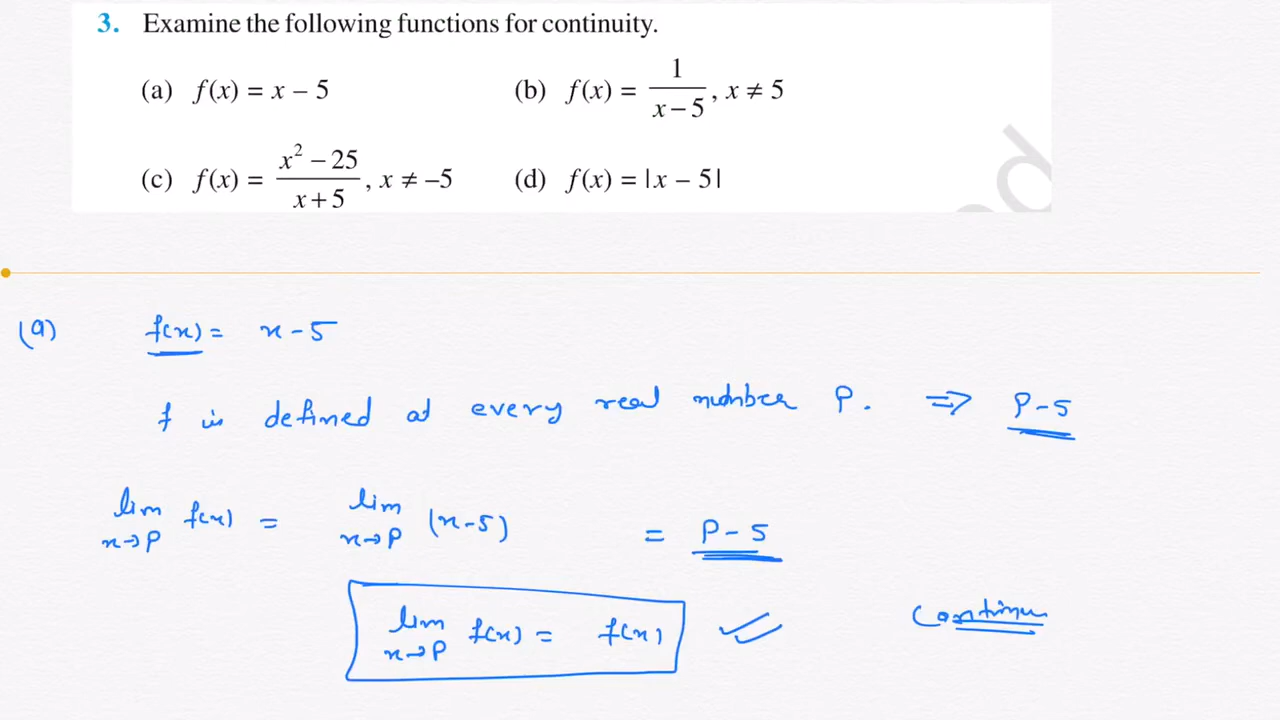 3. Examine the following functions for continuity.
(a) f(x) = x – 5 (b) f(x) = 1/(x – 5), x ≠ 5
(c) f(x) = (x² – 25)/(x + 5), x ≠ –5 (d) f(x) = |x – 5|
(a) f(x) = x - 5
f is defined at every real number P. ⇒ P-5
lim x→P f(x) = lim x→P (x-5) = P-5
lim x→P f(x) = f(x)
Continuu